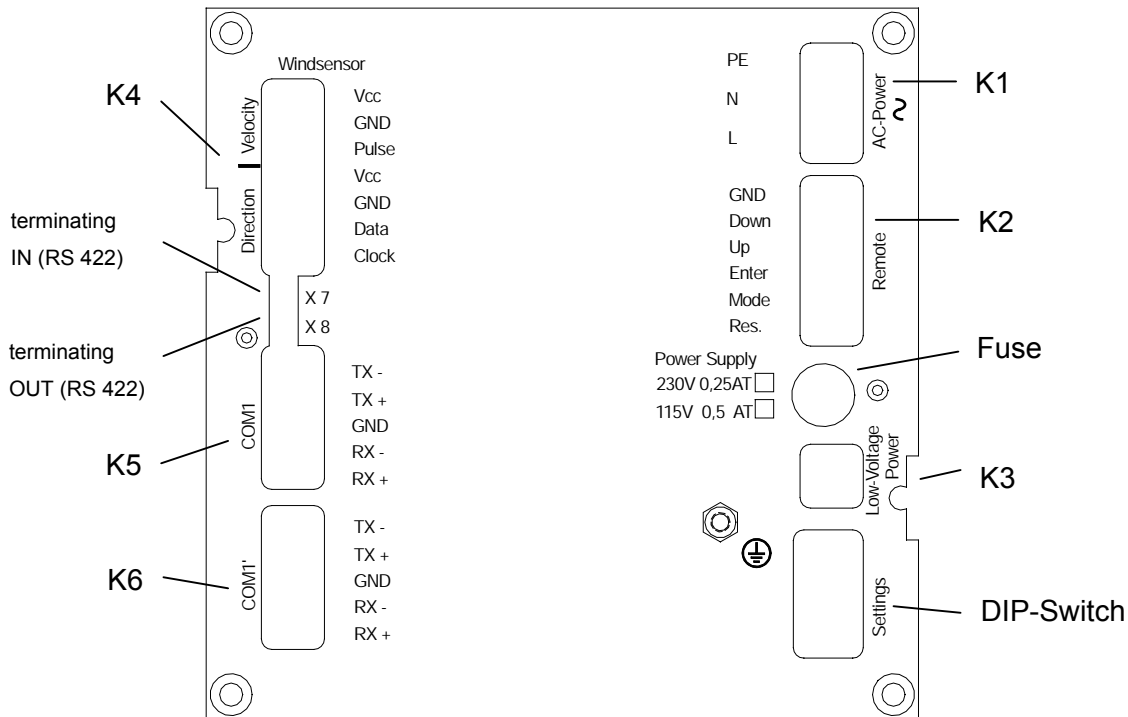 Windsensor
K4
Velocity
Direction
Vcc
GND
Pulse
Vcc
GND
Data
Clock
terminating
IN (RS 422)
X 7
X 8
terminating
OUT (RS 422)
K5
COM1
TX -
TX +
GND
RX -
RX +
K6
COM1'
TX -
TX +
GND
RX -
RX +
PE
N
L
AC-Power
~
K1
GND
Down
Up
Enter
Mode
Res.
Remote
K2
Power Supply
230V 0,25AT
115V 0,5 AT
Fuse
Low-Voltage
Power
K3
Settings
DIP-Switch